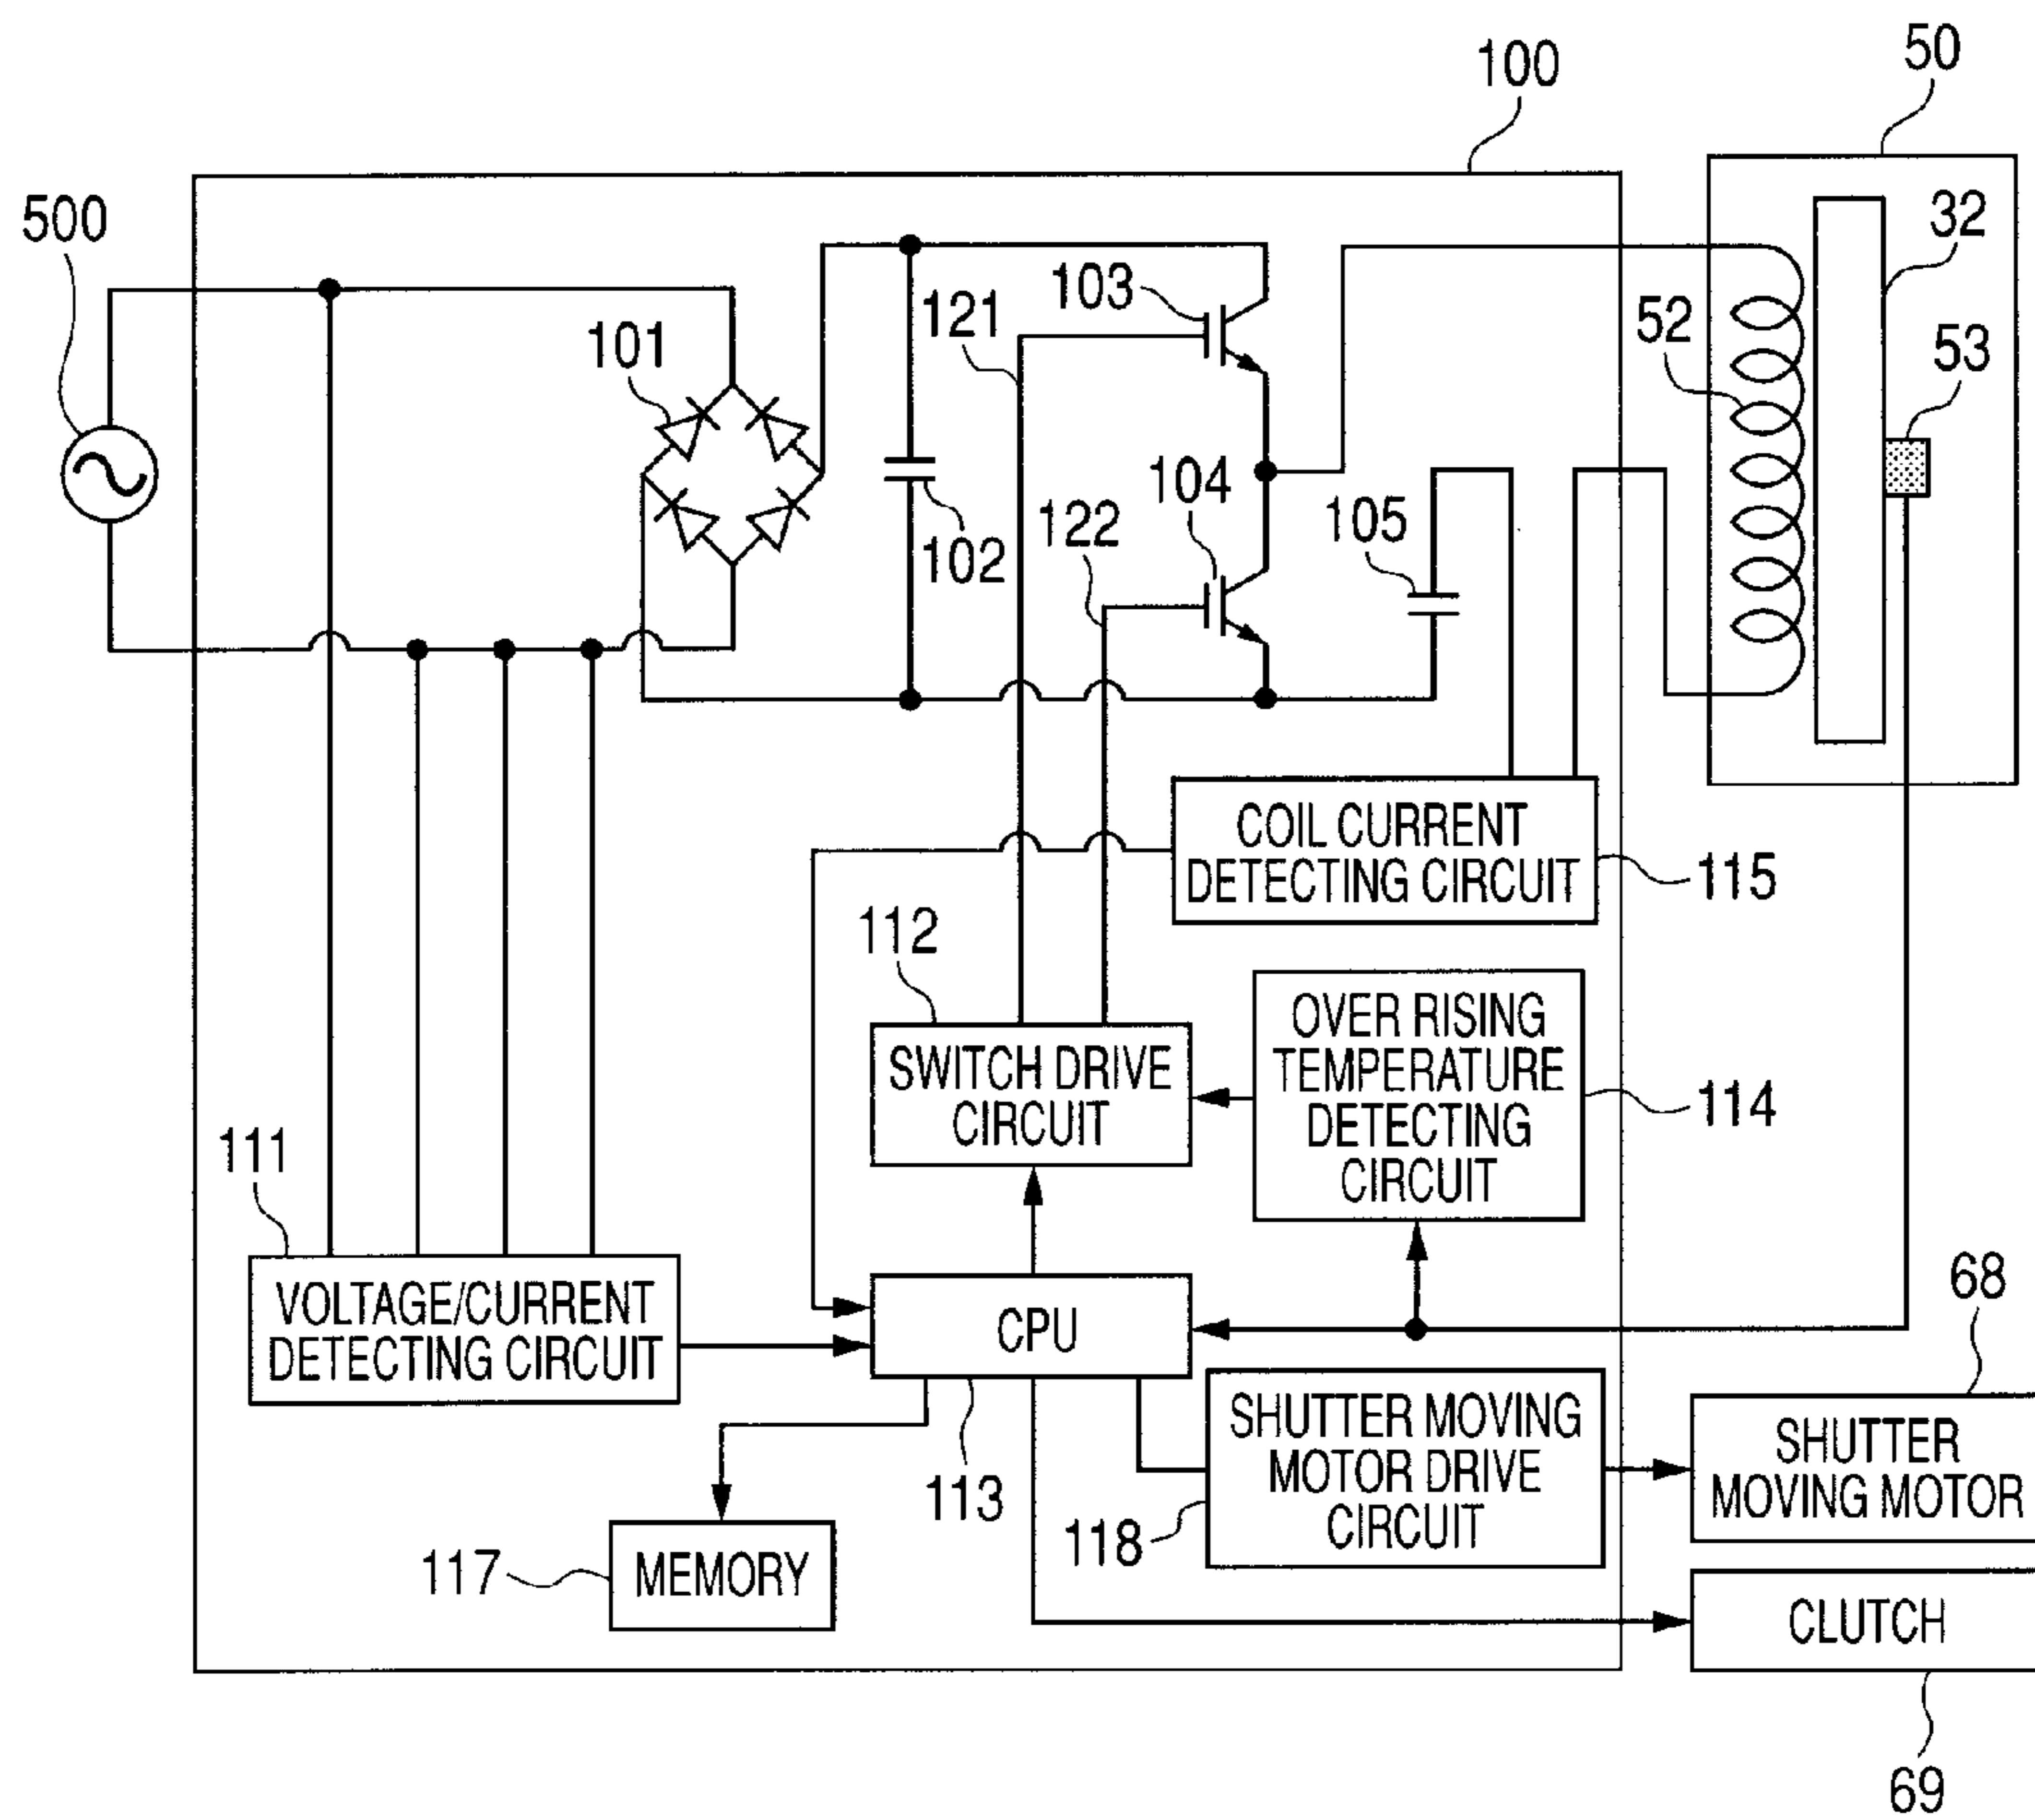 50
100
500
32
103
121
52
53
101
104
105
122
102
COIL CURRENT
DETECTING CIRCUIT
115
112
OVER RISING
TEMPERATURE
DETECTING
CIRCUIT
SWITCH DRIVE
CIRCUIT
114
111
VOLTAGE/CURRENT
DETECTING CIRCUIT
CPU
68
SHUTTER MOVING
MOTOR DRIVE
CIRCUIT
SHUTTER
MOVING MOTOR
113
118
117
MEMORY
CLUTCH
69